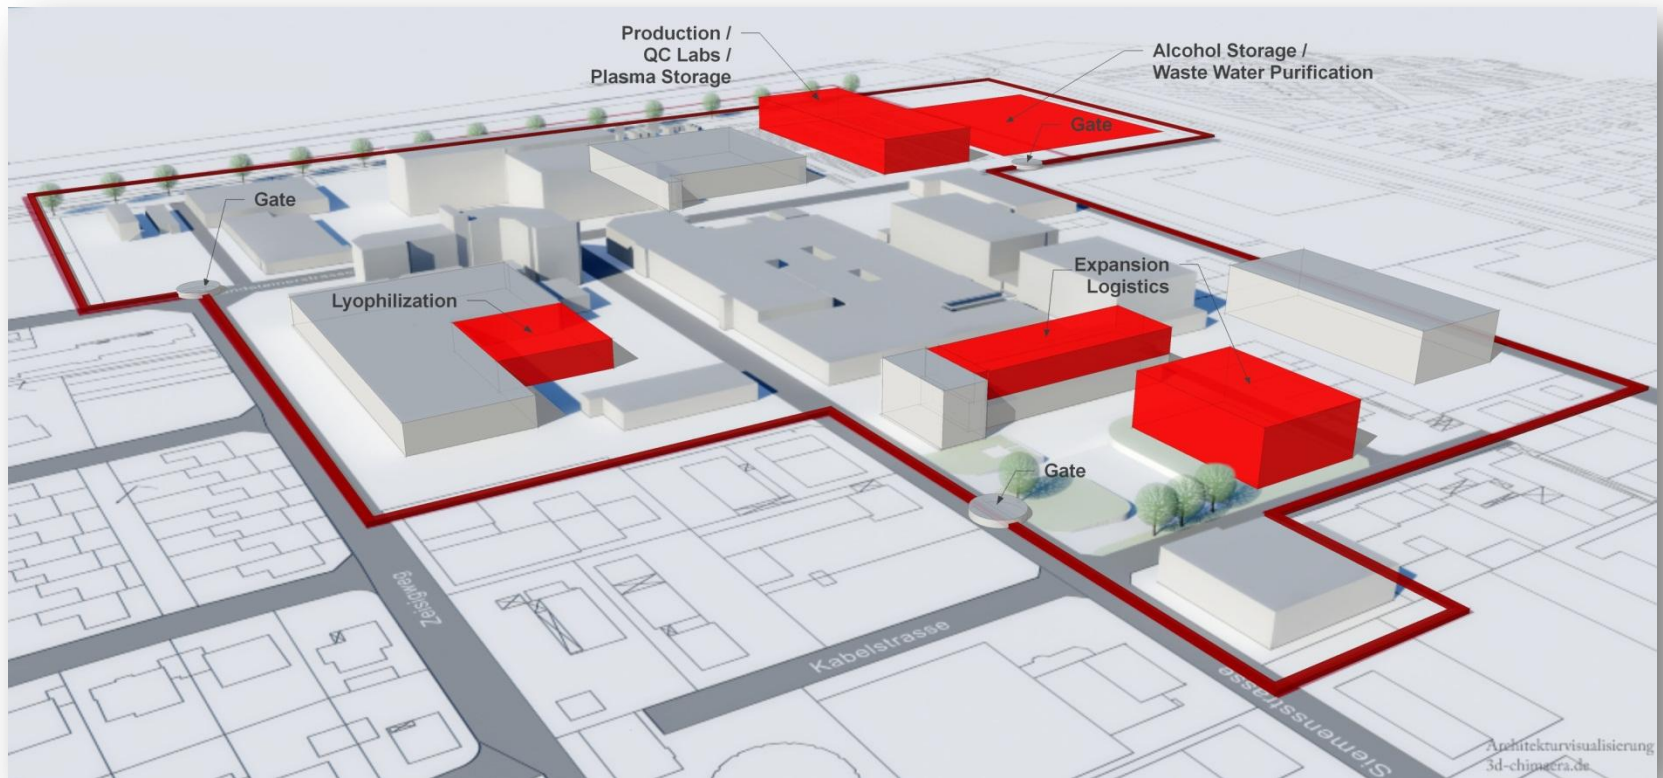 Production /
QC Labs /
Plasma Storage
Alcohol Storage /
Waste Water Purification
Gate
Gate
Lyophilization
Expansion
Logistics
Gate
Zeisigweg
Kabelstrasse
Siemensstrasse
Siemensstrasse
Architekturvisualisierung
3d-chimaera.de